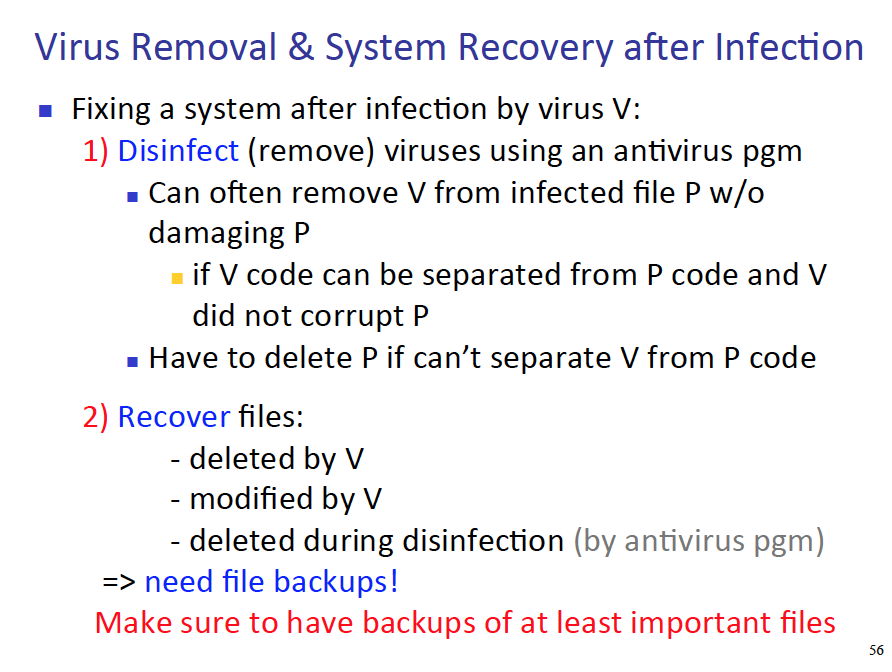 Virus Removal & System Recovery after Infection
Fixing a system after infection by virus V:
1) Disinfect (remove) viruses using an antivirus pgm
Can often remove V from infected file P w/o
damaging P
if V code can be separated from P code and V
did not corrupt P
Have to delete P if can’t separate V from P code
2) Recover files:
- deleted by V
- modified by V
- deleted during disinfection (by antivirus pgm)
=> need file backups!
Make sure to have backups of at least important files
56